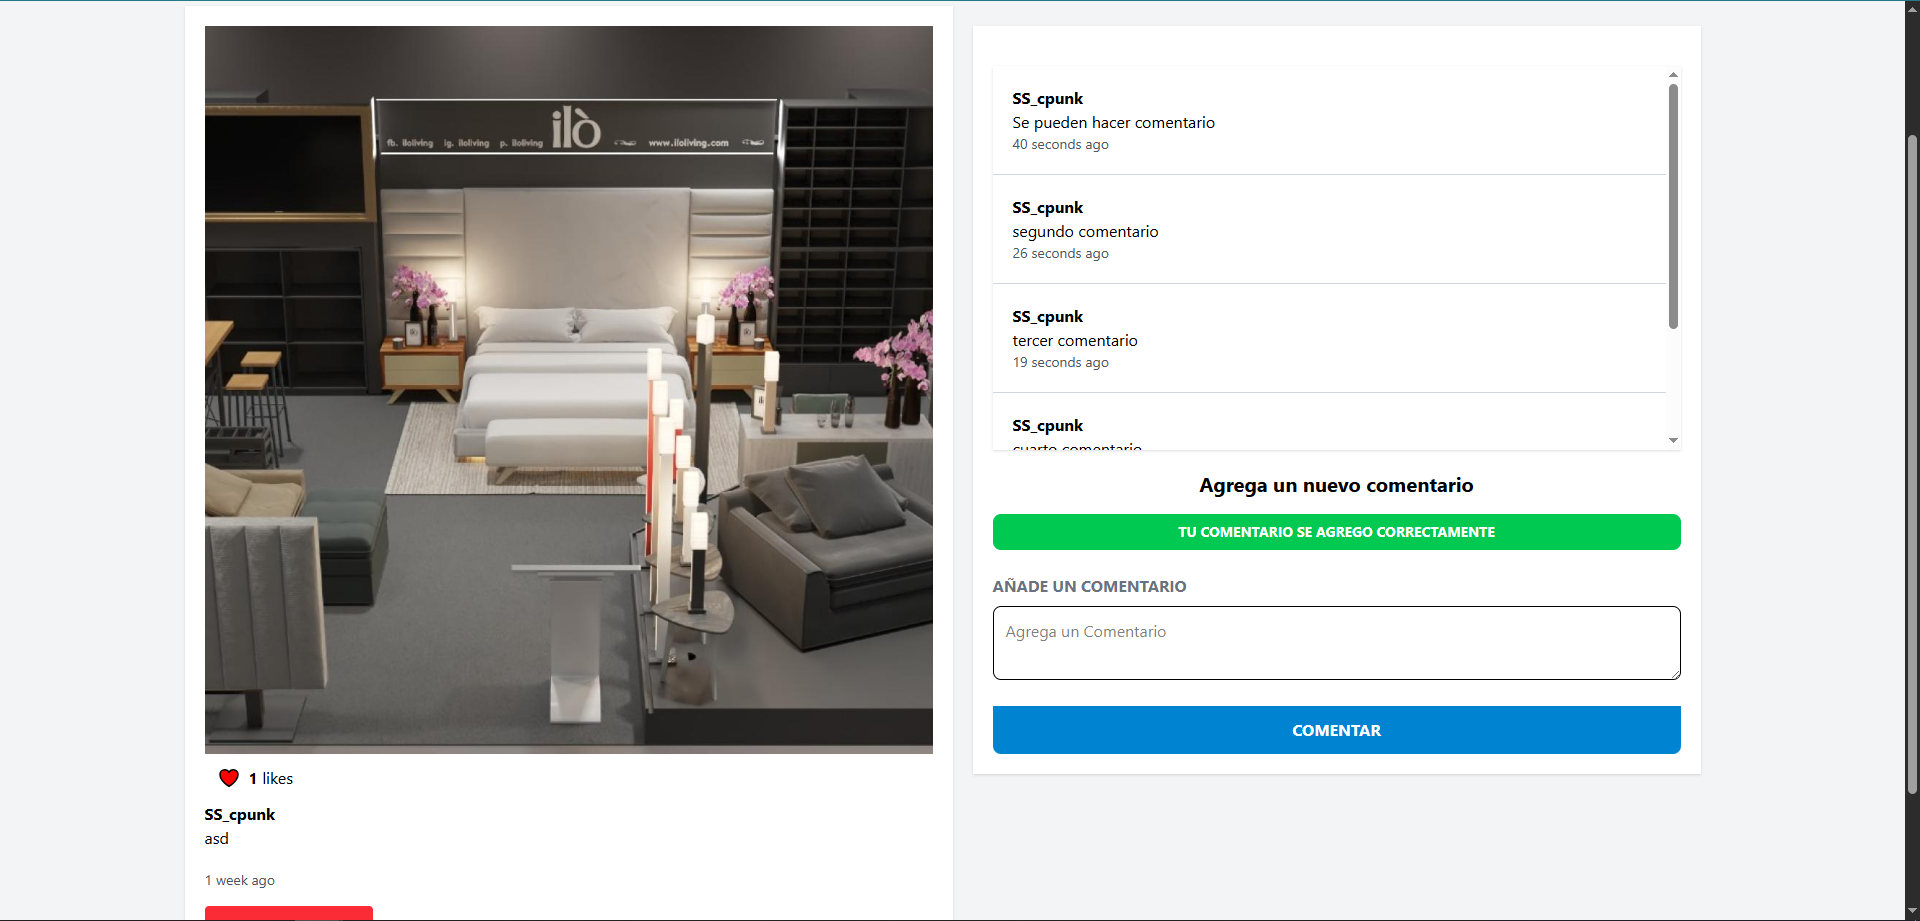 ilò
fb. iloliving ig. iloliving p. iloliving www.iloliving.com
1 likes
SS_cpunk
asd
1 week ago
SS_cpunk
Se pueden hacer comentario
40 seconds ago
SS_cpunk
segundo comentario
26 seconds ago
SS_cpunk
tercer comentario
19 seconds ago
SS_cpunk
cuarto comentario
Agrega un nuevo comentario
TU COMENTARIO SE AGREGO CORRECTAMENTE
AÑADE UN COMENTARIO
Agrega un Comentario
COMENTAR